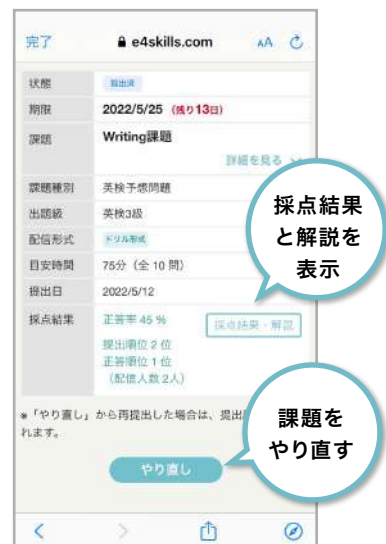 完了 e4skills.com AA
状態 提出済
期限 2022/5/25 (残り13日)
課題 Writing課題
詳細を見る
課題種別 英検予想問題
出題級 英検3級
配信形式 ドリル形式
目安時間 75分（全 10 問）
提出日 2022/5/12
採点結果 正答率 45 % 採点結果・解説
提出順位 2 位
正答順位 1 位
（配信人数 2人）
※「やり直し」から再提出した場合は、提出
れます。
やり直し
採点結果
と解説を
表示
課題を
やり直す